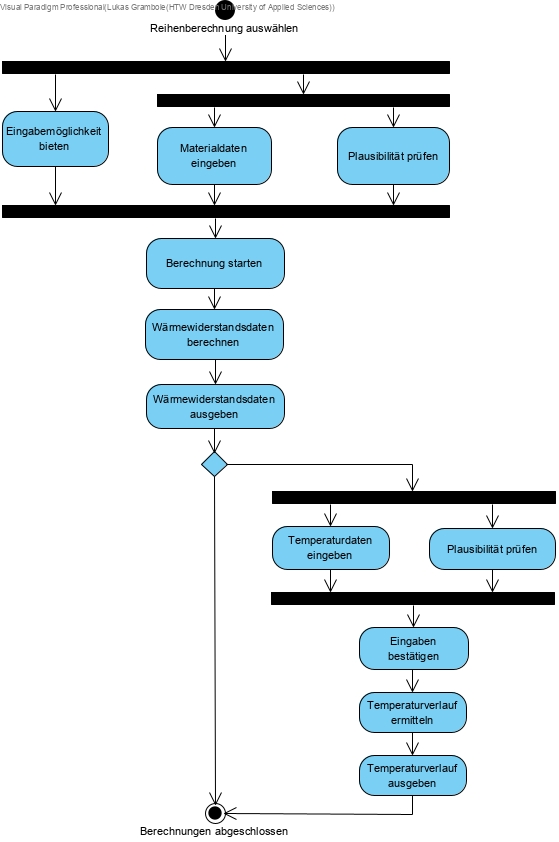 Visual Paradigm Professional(Lukas Grambole(HTW Dresden University of Applied Sciences))
Reihenberechnung auswählen
Eingabemöglichkeit
bieten
Materialdaten
eingeben
Plausibilität prüfen
Berechnung starten
Wärmewiderstandsdaten
berechnen
Wärmewiderstandsdaten
ausgeben
Temperaturdaten
eingeben
Plausibilität prüfen
Eingaben
bestätigen
Temperaturverlauf
ermitteln
Temperaturverlauf
ausgeben
Berechnungen abgeschlossen